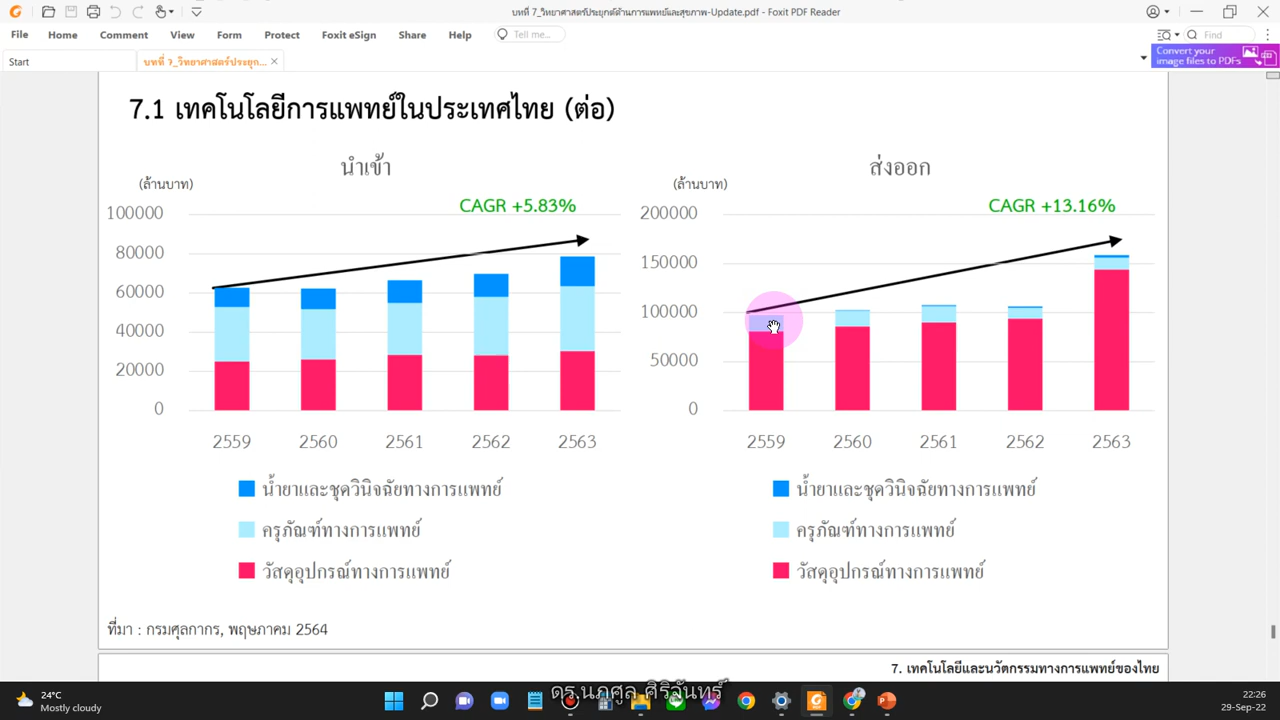 บทที่ 7_วิทยาศาสตร์ประยุกต์ด้านการแพทย์และสุขภาพ-Update.pdf - Foxit PDF Reader
File Home Comment View Form Protect Foxit eSign Share Help Tell me... Find
Start บทที่ 7_วิทยาศาสตร์ประยุก...
Convert your
image files to PDFs
7.1 เทคโนโลยีการแพทย์ในประเทศไทย (ต่อ)
นำเข้า
(ล้านบาท)
CAGR +5.83%
100000
80000
60000
40000
20000
0
2559 2560 2561 2562 2563
น้ำยาและชุดวินิจฉัยทางการแพทย์
ครุภัณฑ์ทางการแพทย์
วัสดุอุปกรณ์ทางการแพทย์
ส่งออก
(ล้านบาท)
CAGR +13.16%
200000
150000
100000
50000
0
2559 2560 2561 2562 2563
น้ำยาและชุดวินิจฉัยทางการแพทย์
ครุภัณฑ์ทางการแพทย์
วัสดุอุปกรณ์ทางการแพทย์
ที่มา : กรมศุลกากร, พฤษภาคม 2564
7. เทคโนโลยีและนวัตกรรมทางการแพทย์ของไทย
24°C
Mostly cloudy
ดร.นภศูล ศิริจันทร์
22:26
29-Sep-22